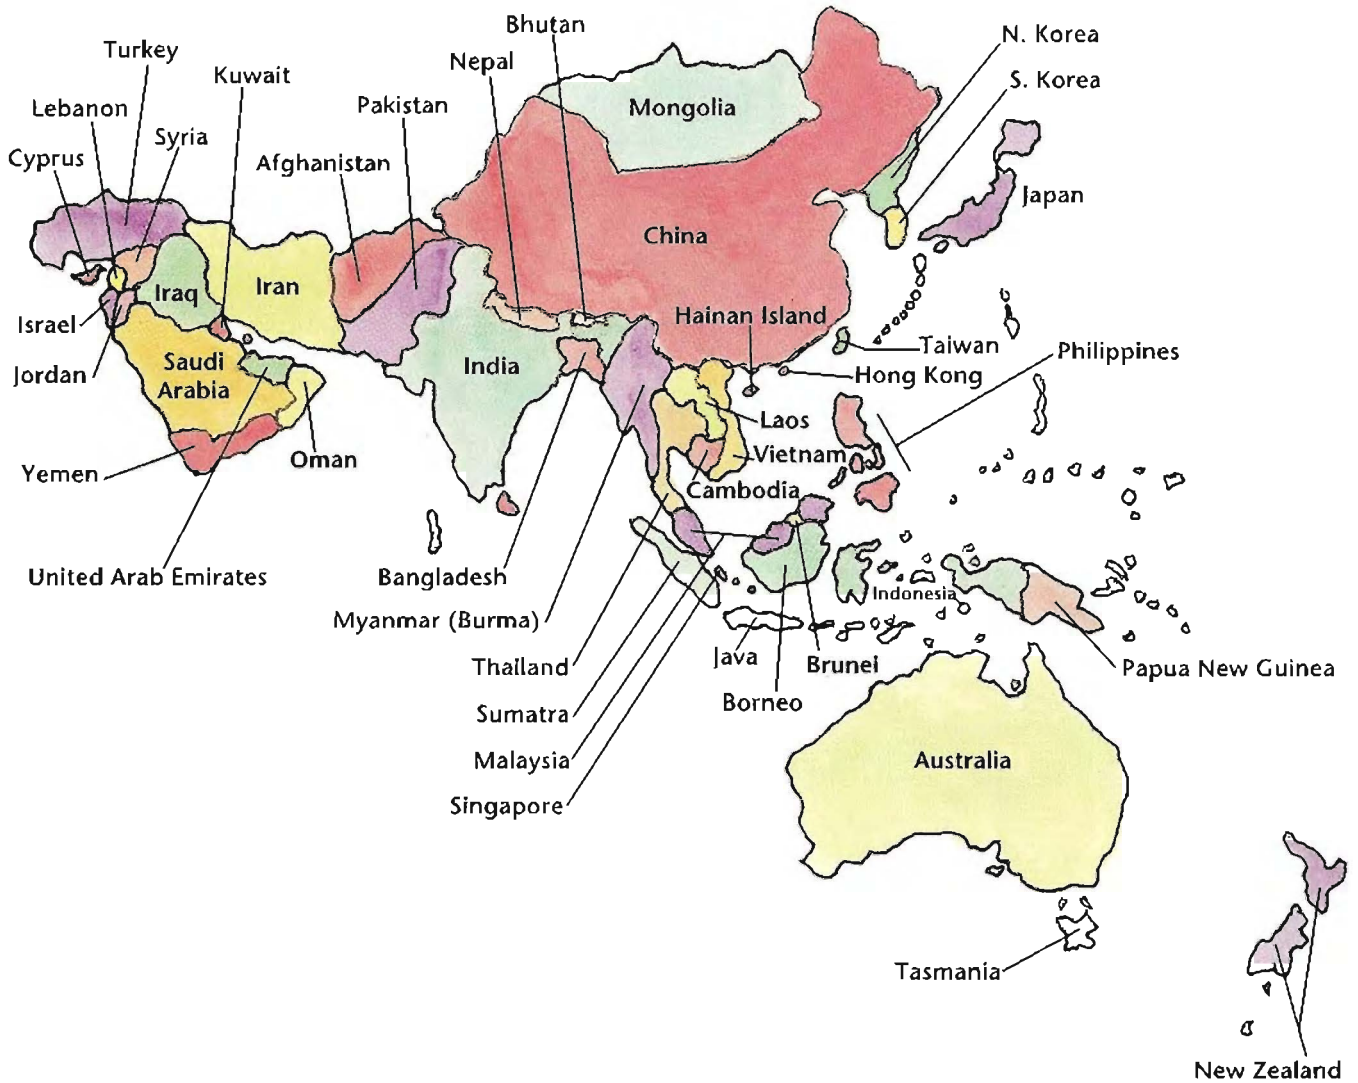 Bhutan
N. Korea
Turkey
Nepal
Kuwait
S. Korea
Lebanon
Pakistan
Mongolia
Syria
Cyprus
Afghanistan
Japan
China
Iran
Iraq
Hainan Island
Israel
Taiwan
Philippines
Saudi
Arabia
India
Jordan
Hong Kong
Laos
Oman
Vietnam
Yemen
Cambodia
United Arab Emirates
Bangladesh
Indonesia
Myanmar (Burma)
Java
Brunei
Thailand
Papua New Guinea
Borneo
Sumatra
Malaysia
Australia
Singapore
Tasmania
New Zealand